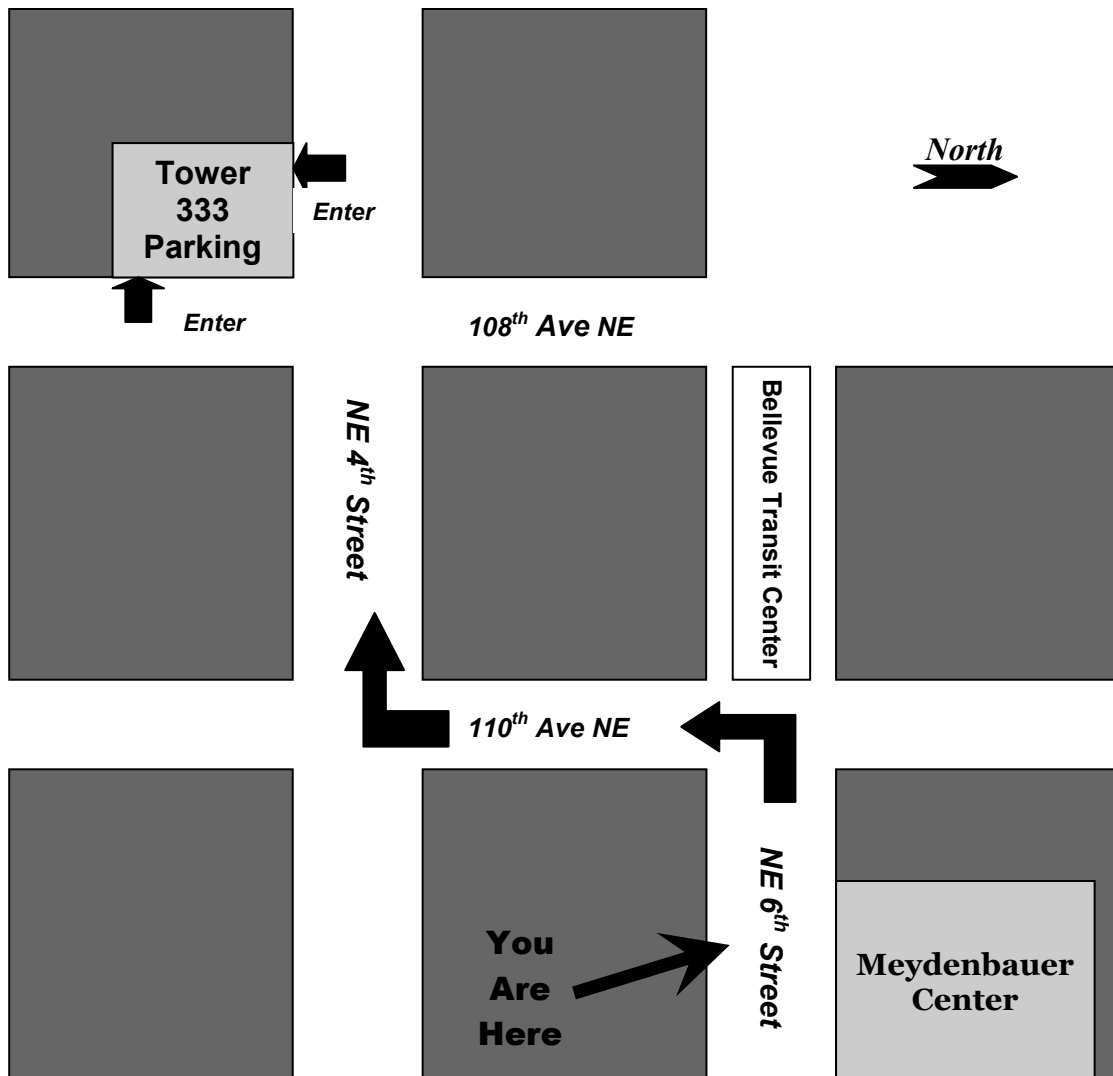 North
Tower
333
Parking
Enter
Enter
108th Ave NE
NE 4th Street
Bellevue Transit Center
110th Ave NE
NE 6th Street
You
Are
Here
Meydenbauer
Center